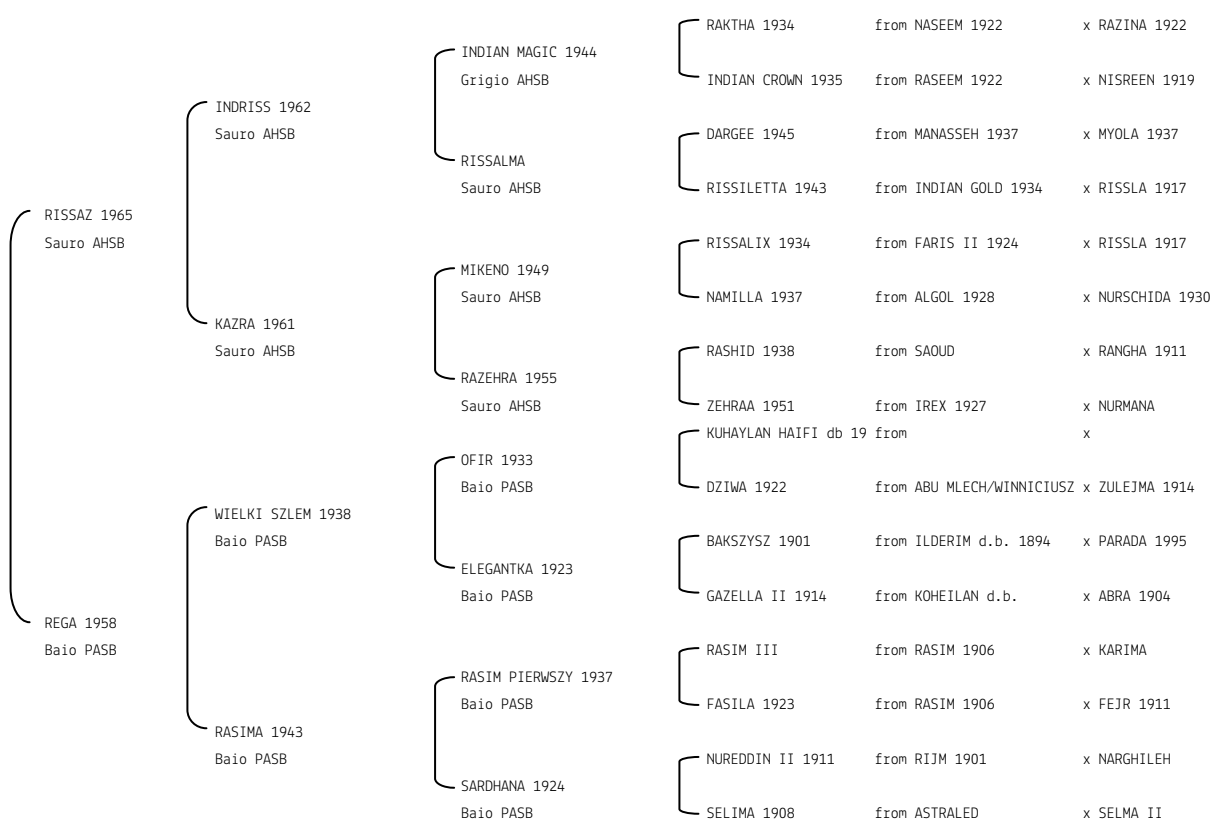 RAKTHA 1934 from NASEEM 1922 x RAZINA 1922
INDIAN MAGIC 1944
Grigio AHSB INDIAN CROWN 1935 from RASEEM 1922 x NISREEN 1919
INDRISS 1962
Sauro AHSB DARGEE 1945 from MANASSEH 1937 x MYOLA 1937
RISSALMA
Sauro AHSB RISSILETTA 1943 from INDIAN GOLD 1934 x RISSLA 1917
RISSAZ 1965
Sauro AHSB RISSALIX 1934 from FARIS II 1924 x RISSLA 1917
MIKENO 1949
Sauro AHSB NAMILLA 1937 from ALGOL 1928 x NURSCHIDA 1930
KAZRA 1961
Sauro AHSB RASHID 1938 from SAOUD x RANGHA 1911
RAZEHRA 1955
Sauro AHSB ZEHRAA 1951 from IREX 1927 x NURMANA
KUHAYLAN HAIFI db 19 from x
OFIR 1933
Baio PASB DZIWA 1922 from ABU MLECH/WINNICIUSZ x ZULEJMA 1914
WIELKI SZLEM 1938
Baio PASB BAKSZYSZ 1901 from ILDERIM d.b. 1894 x PARADA 1995
ELEGANTKA 1923
Baio PASB GAZELLA II 1914 from KOHEILAN d.b. x ABRA 1904
REGA 1958
Baio PASB RASIM III from RASIM 1906 x KARIMA
RASIM PIERWSZY 1937
Baio PASB FASILA 1923 from RASIM 1906 x FEJR 1911
RASIMA 1943
Baio PASB NUREDDIN II 1911 from RIJM 1901 x NARGHILEH
SARDHANA 1924
Baio PASB SELIMA 1908 from ASTRALED x SELMA II